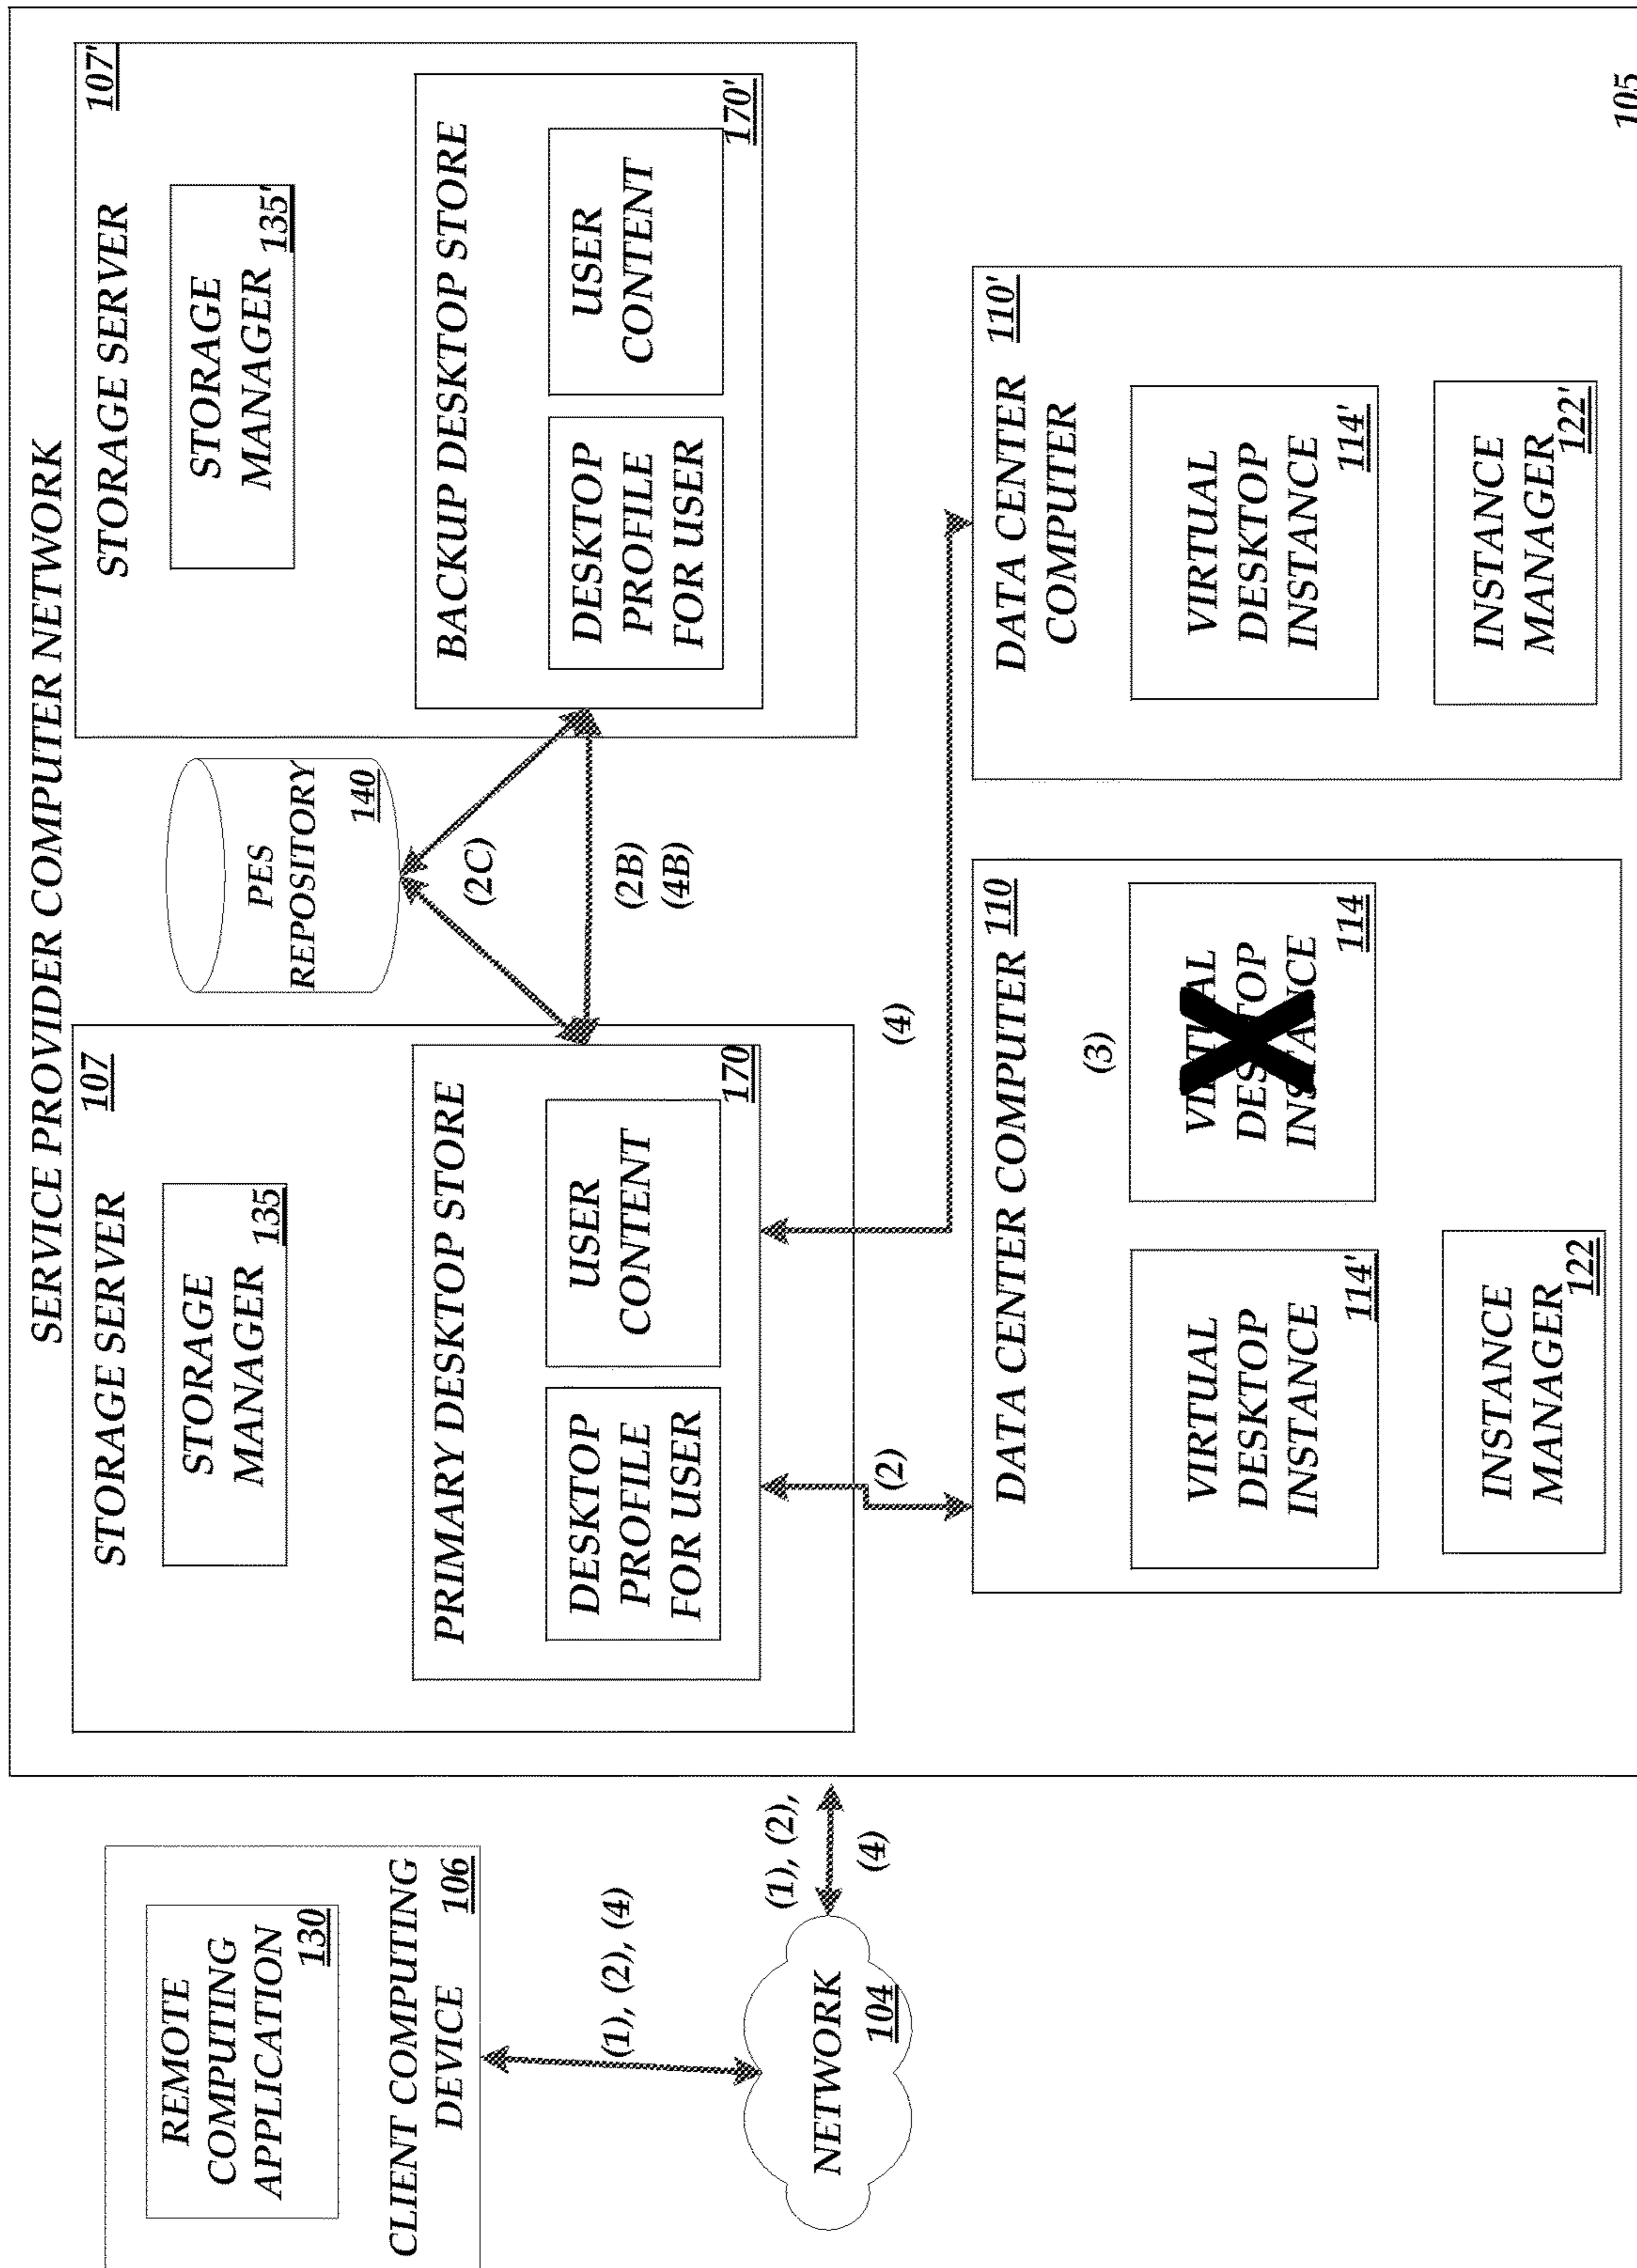 SERVICE PROVIDER COMPUTER NETWORK
REMOTE
COMPUTING
APPLICATION
130
CLIENT COMPUTING
DEVICE
106
(1), (2), (4)
NETWORK
104
(1), (2),
(4)
STORAGE SERVER
107
STORAGE
MANAGER
135
PRIMARY DESKTOP STORE
DESKTOP
PROFILE
FOR USER
USER
CONTENT
170
PES
REPOSITORY
140
(2C)
(2B)
(4B)
STORAGE SERVER
107'
STORAGE
MANAGER
135'
BACKUP DESKTOP STORE
DESKTOP
PROFILE
FOR USER
USER
CONTENT
170'
(2)
(4)
DATA CENTER COMPUTER
110
VIRTUAL
DESKTOP
INSTANCE
114'
(3)
VIRTUAL
DESKTOP
INSTANCE
114
INSTANCE
MANAGER
122
DATA CENTER
COMPUTER
110'
VIRTUAL
DESKTOP
INSTANCE
114'
INSTANCE
MANAGER
122'
105